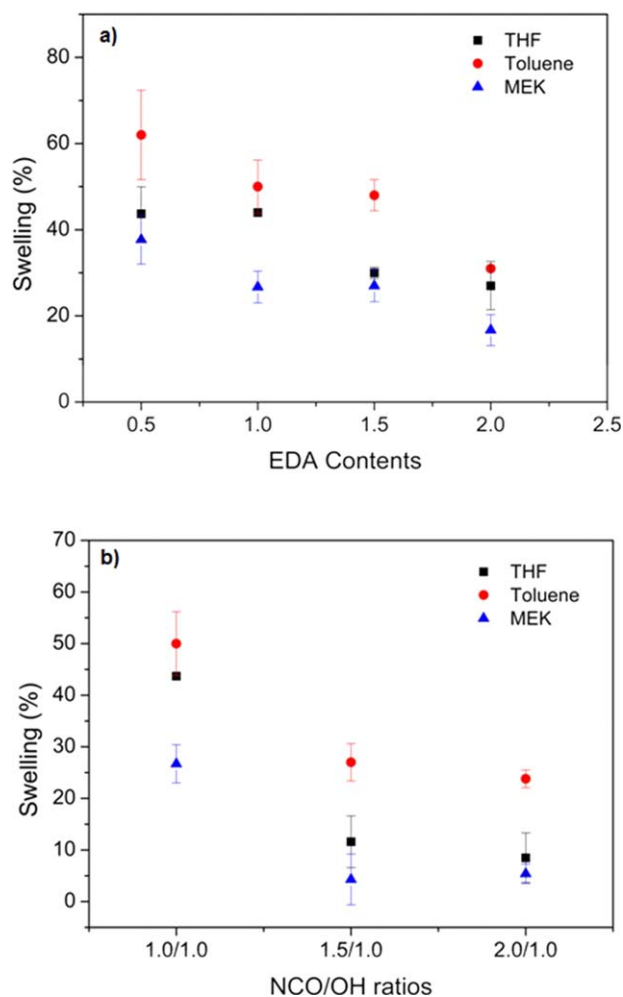 a)
THF
Toluene
MEK
80
60
40
20
0
Swelling (%)
0.5 1.0 1.5 2.0 2.5
EDA Contents
b)
THF
Toluene
MEK
70
60
50
40
30
20
10
0
Swelling (%)
1.0/1.0 1.5/1.0 2.0/1.0
NCO/OH ratios